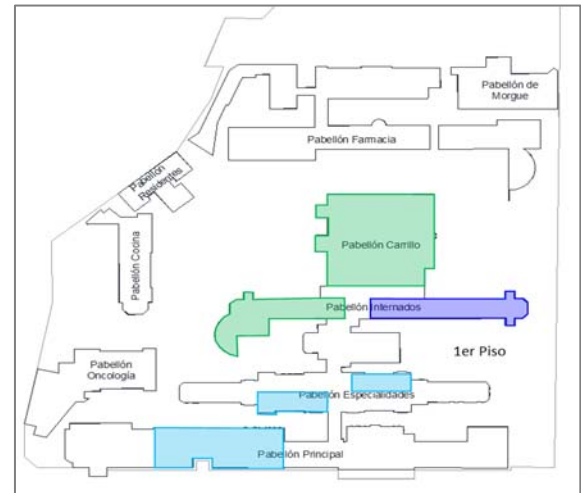 Pabellón de
Morgue
Pabellón Farmacia
Pabellón
Residentes
Pabellón Carrillo
Pabellón Cocina
Pabellón Internados
1er Piso
Pabellón
Oncología
Pabellón Especialidades
Pabellón Principal